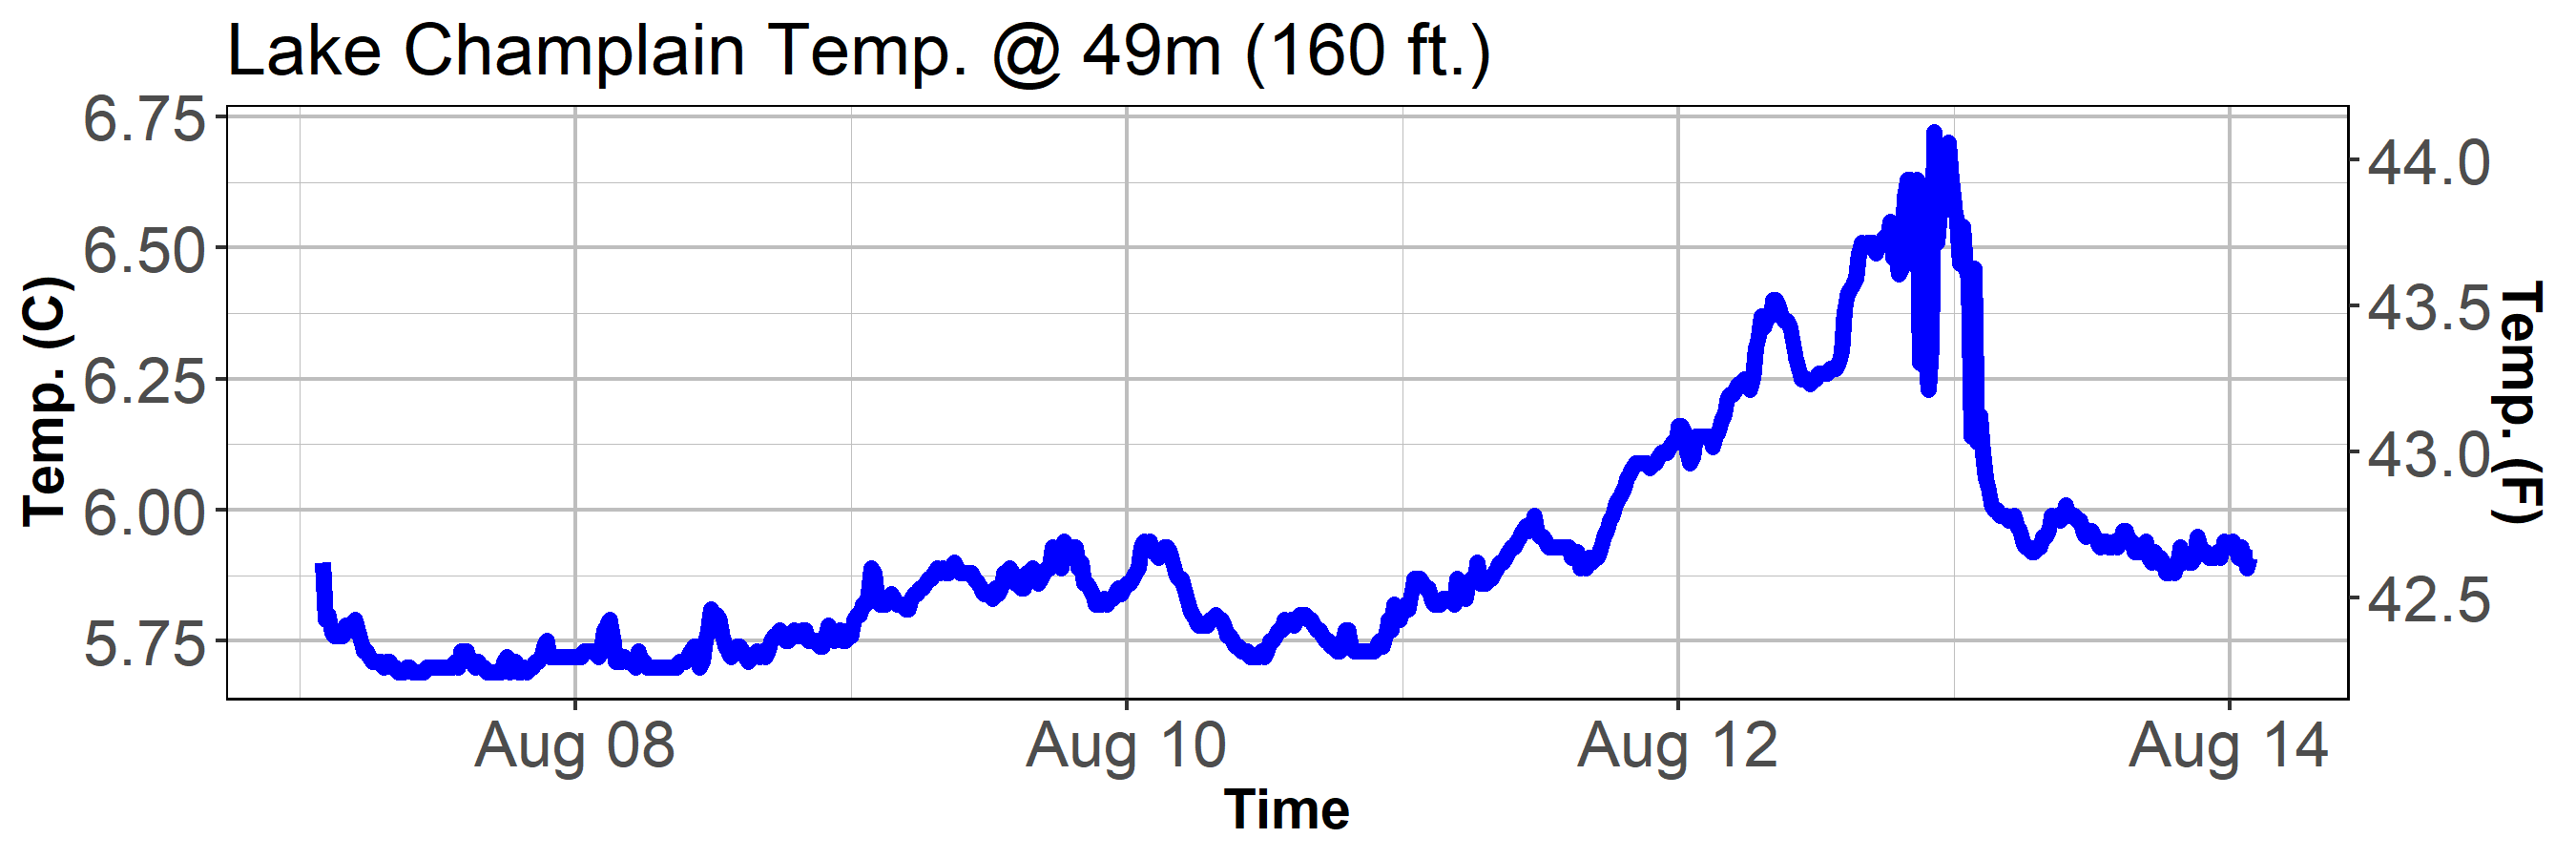 Lake Champlain Temp. @ 49m (160 ft.)
6.75
6.50
6.25
6.00
5.75
Temp. (C)
44.0
43.5
43.0
42.5
Temp. (F)
Aug 08 Aug 10 Aug 12 Aug 14
Time